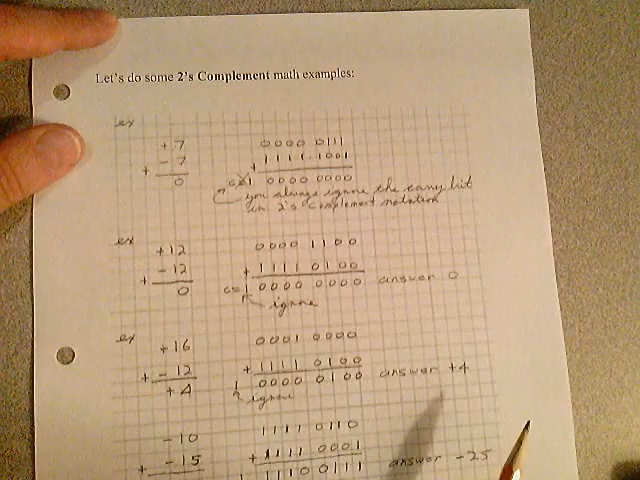 Let's do some 2's Complement math examples:
ex
+ 7 0000 0111
- 7 + 1111 1001
+ 0 c=1 0000 0000
you always ignore the carry bit
in 2's complement notation
ex
+12 0000 1100
- 12 + 1111 0100
+ 0 c=1 0000 0000 answer 0
ignore
ex
+16 0001 0000
+ - 12 + 1111 0100
+ 4 1 0000 0100 answer +4
ignore
- 10 1111 0110
+ - 15 + 1111 0001
1 1110 0111 answer -25